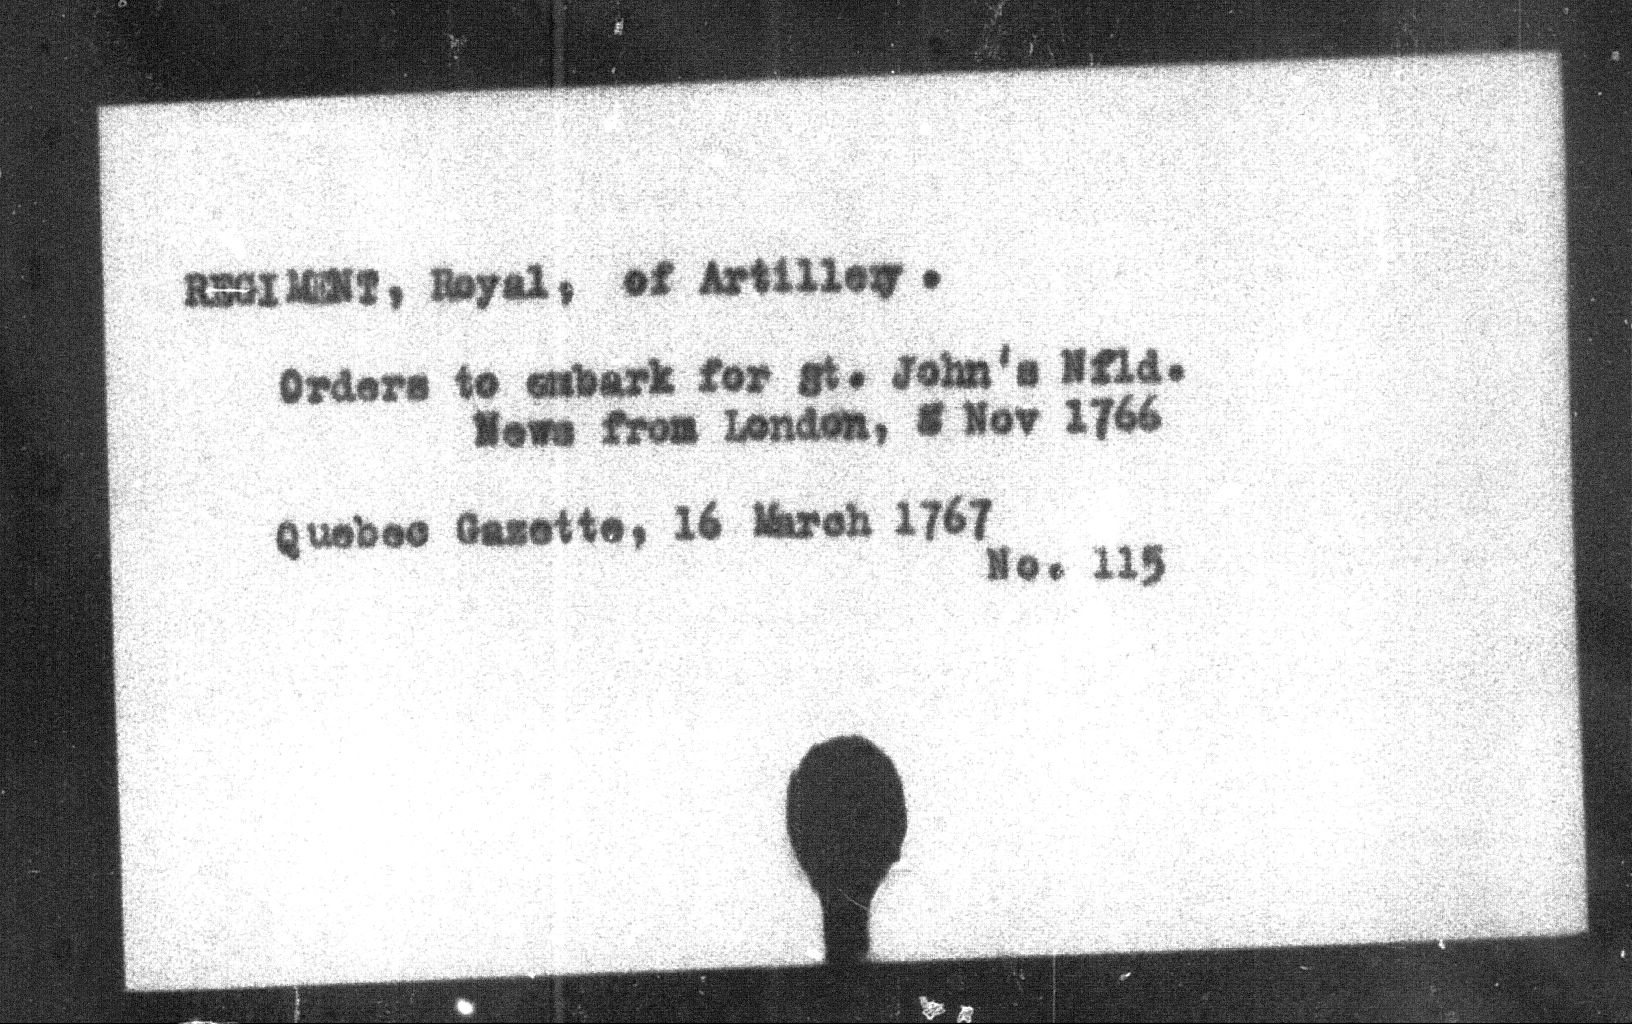 REGIMENT, Royal, of Artillery.
Orders to embark for st. John's Nfld.
News from London, Nov 1766
Quebec Gazette, 16 March 1767
No. 115